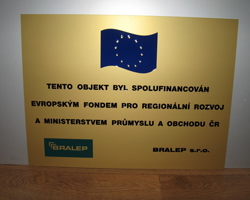 TENTO OBJEKT BYL SPOLUFINANCOVÁN
EVROPSKÝM FONDEM PRO REGIONÁLNÍ ROZVOJ
A MINISTERSTVEM PRŮMYSLU A OBCHODU ČR
BRALEP
BRALEP s.r.o.